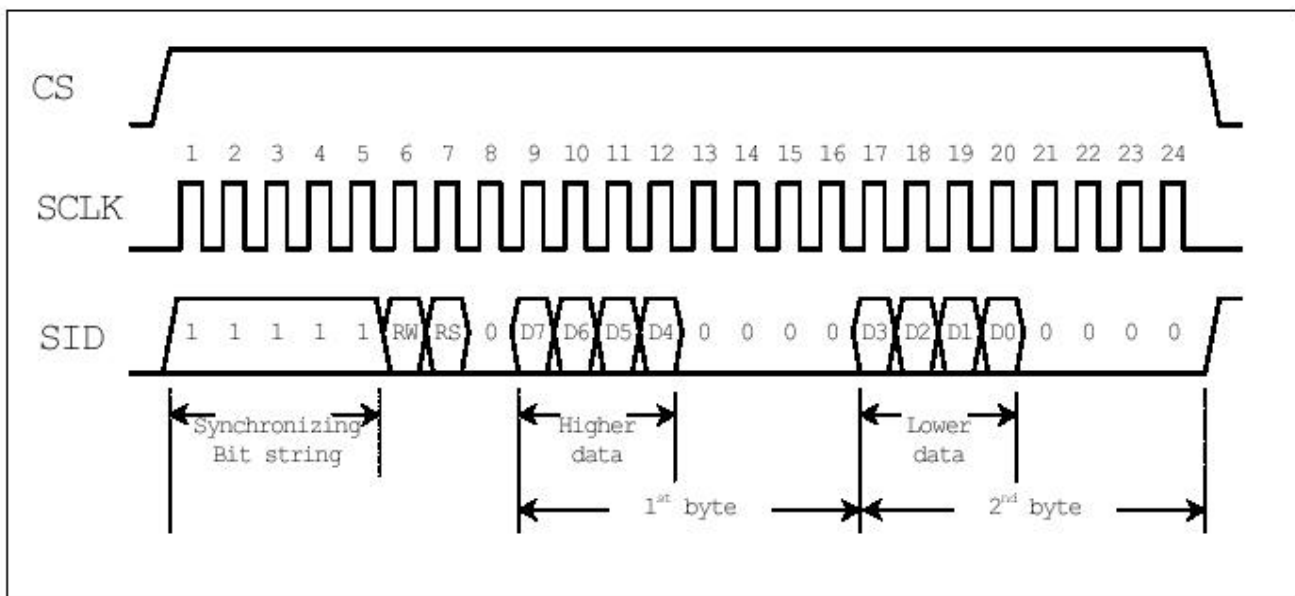 CS
1 2 3 4 5 6 7 8 9 10 11 12 13 14 15 16 17 18 19 20 21 22 23 24
SCLK
SID
1 1 1 1 1 RW RS 0 D7 D6 D5 D4 0 0 0 0 D3 D2 D1 D0 0 0 0 0
Synchronizing
Bit string
Higher
data
Lower
data
1st byte
2nd byte